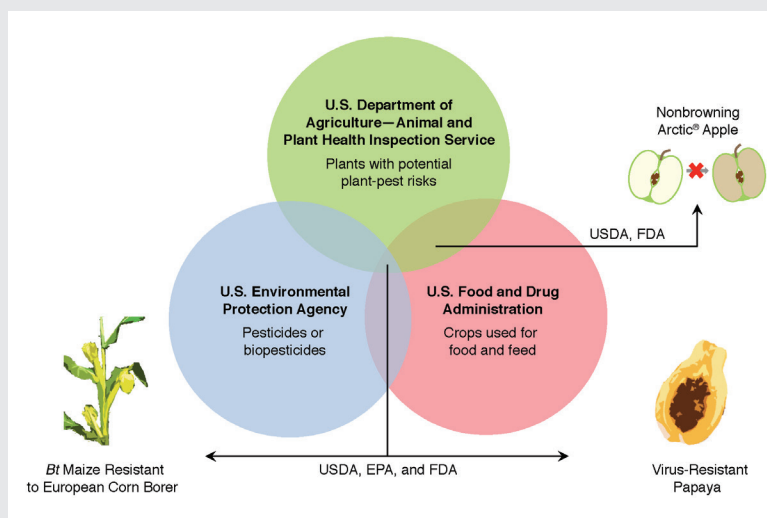 U.S. Department of
Agriculture—Animal and
Plant Health Inspection Service
Plants with potential
plant-pest risks
Nonbrowning
Arctic® Apple
USDA, FDA
U.S. Environmental
Protection Agency
Pesticides or
biopesticides
U.S. Food and Drug
Administration
Crops used for
food and feed
Bt Maize Resistant
to European Corn Borer
USDA, EPA, and FDA
Virus-Resistant
Papaya